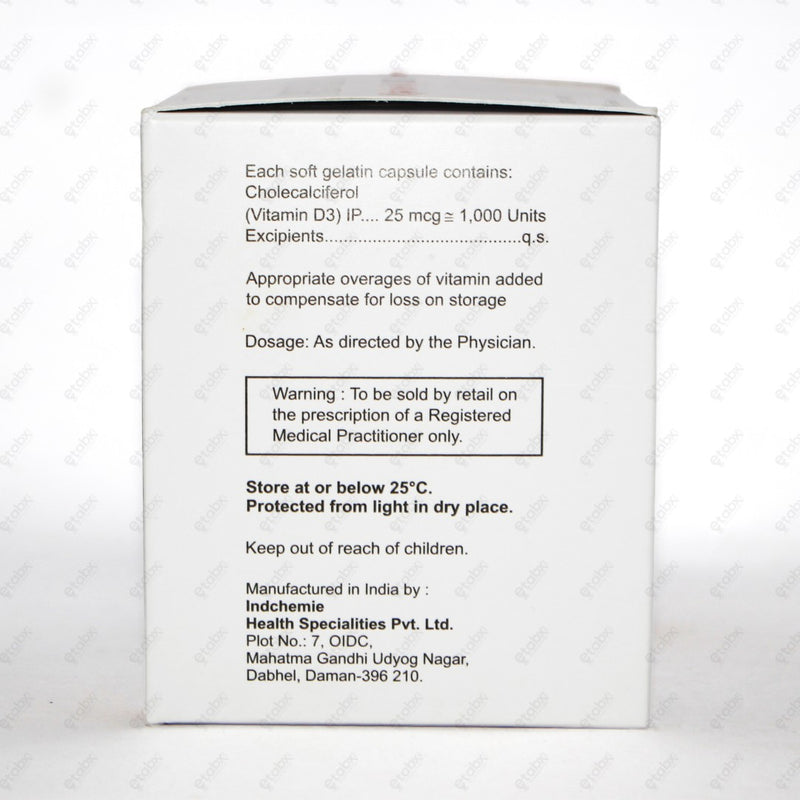 Each soft gelatin capsule contains:
Cholecalciferol
(Vitamin D3) IP.... 25 mcg ≅ 1,000 Units
Excipients.......................................q.s.
Appropriate overages of vitamin added
to compensate for loss on storage
Dosage: As directed by the Physician.
Warning : To be sold by retail on
the prescription of a Registered
Medical Practitioner only.
Store at or below 25°C.
Protected from light in dry place.
Keep out of reach of children.
Manufactured in India by :
Indchemie
Health Specialities Pvt. Ltd.
Plot No.: 7, OIDC,
Mahatma Gandhi Udyog Nagar,
Dabhel, Daman-396 210.